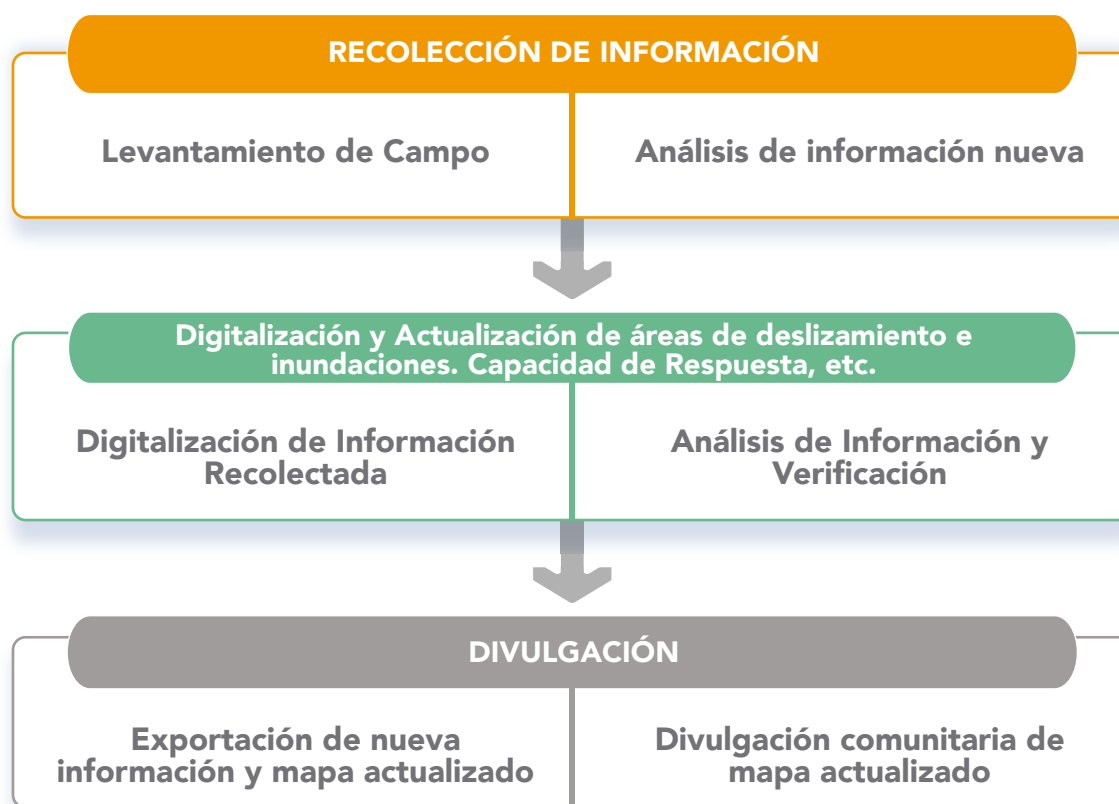 RECOLECCIÓN DE INFORMACIÓN
Levantamiento de Campo
Análisis de información nueva
Digitalización y Actualización de áreas de deslizamiento e
inundaciones. Capacidad de Respuesta, etc.
Digitalización de Información
Recolectada
Análisis de Información y
Verificación
DIVULGACIÓN
Exportación de nueva
información y mapa actualizado
Divulgación comunitaria de
mapa actualizado